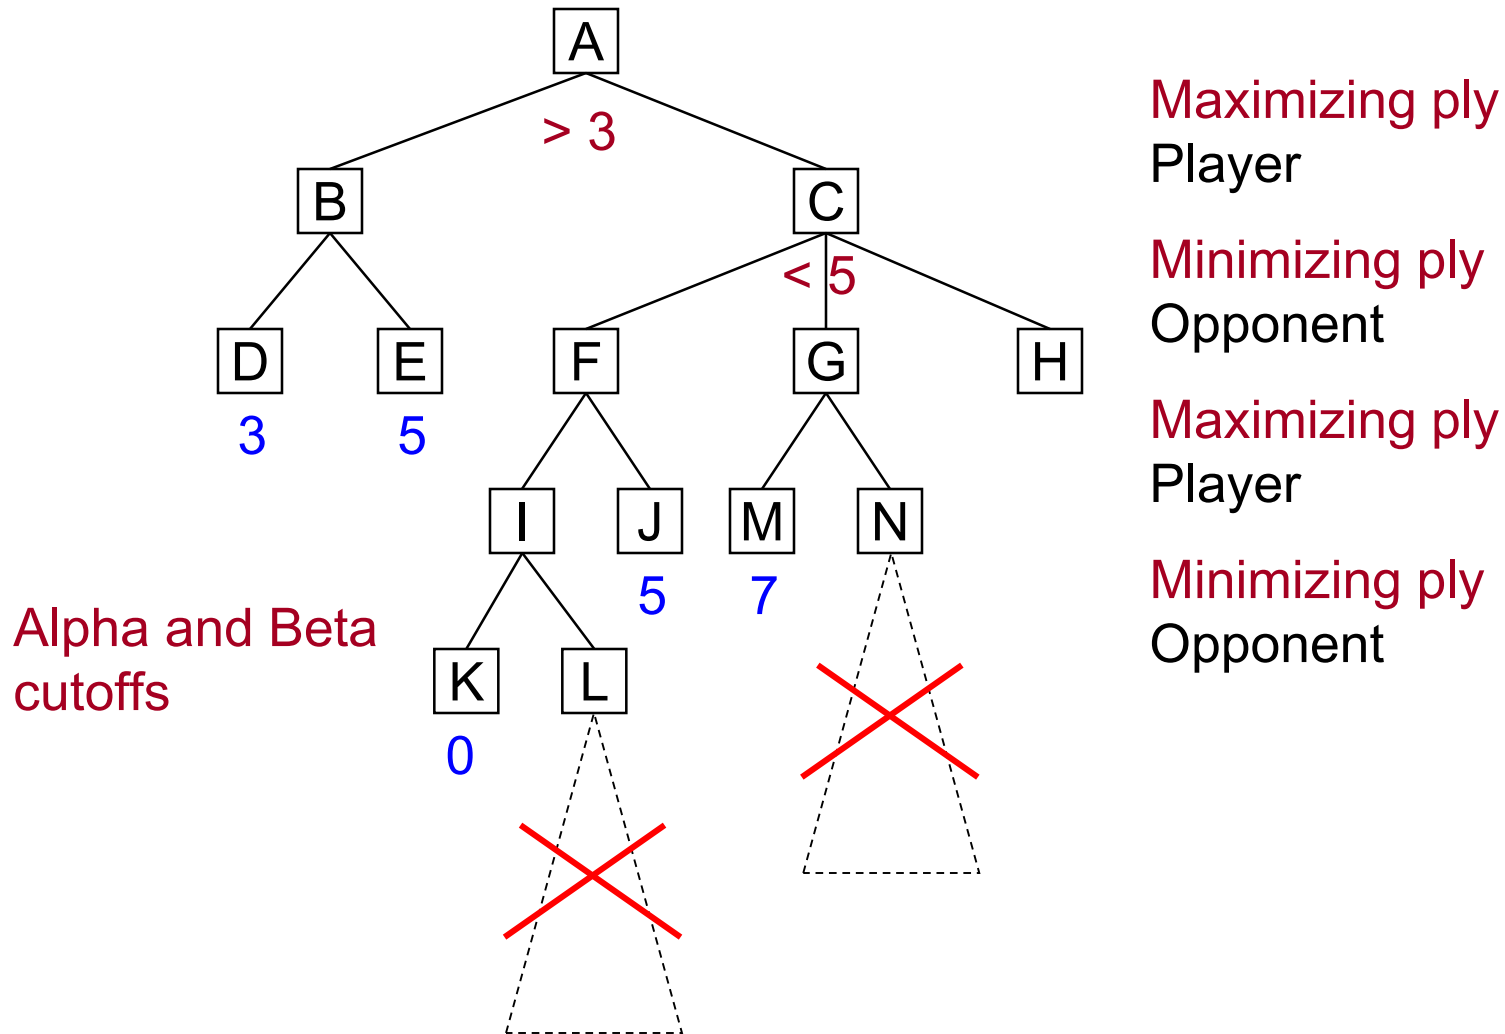 A
> 3
Maximizing ply
Player
B
C
< 5
Minimizing ply
Opponent
D
E
F
G
H
3
5
Maximizing ply
Player
I
J
M
N
5
7
Minimizing ply
Opponent
Alpha and Beta
cutoffs
K
L
0